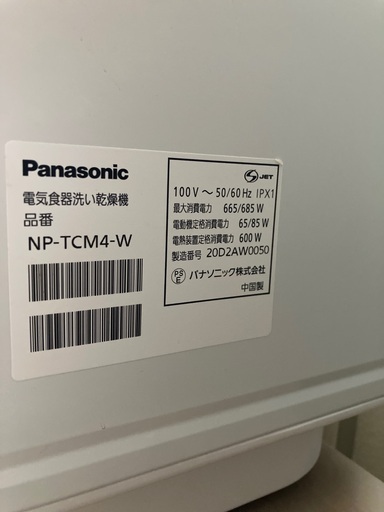 Panasonic
電気食器洗い乾燥機
品番
NP-TCM4-W
JET
100V～50/60Hz IPX1
最大消費電力 665/685W
電動機定格消費電力 65/85W
電熱装置定格消費電力 600W
製造番号 20D2AW0050
PSE パナソニック株式会社
中国製